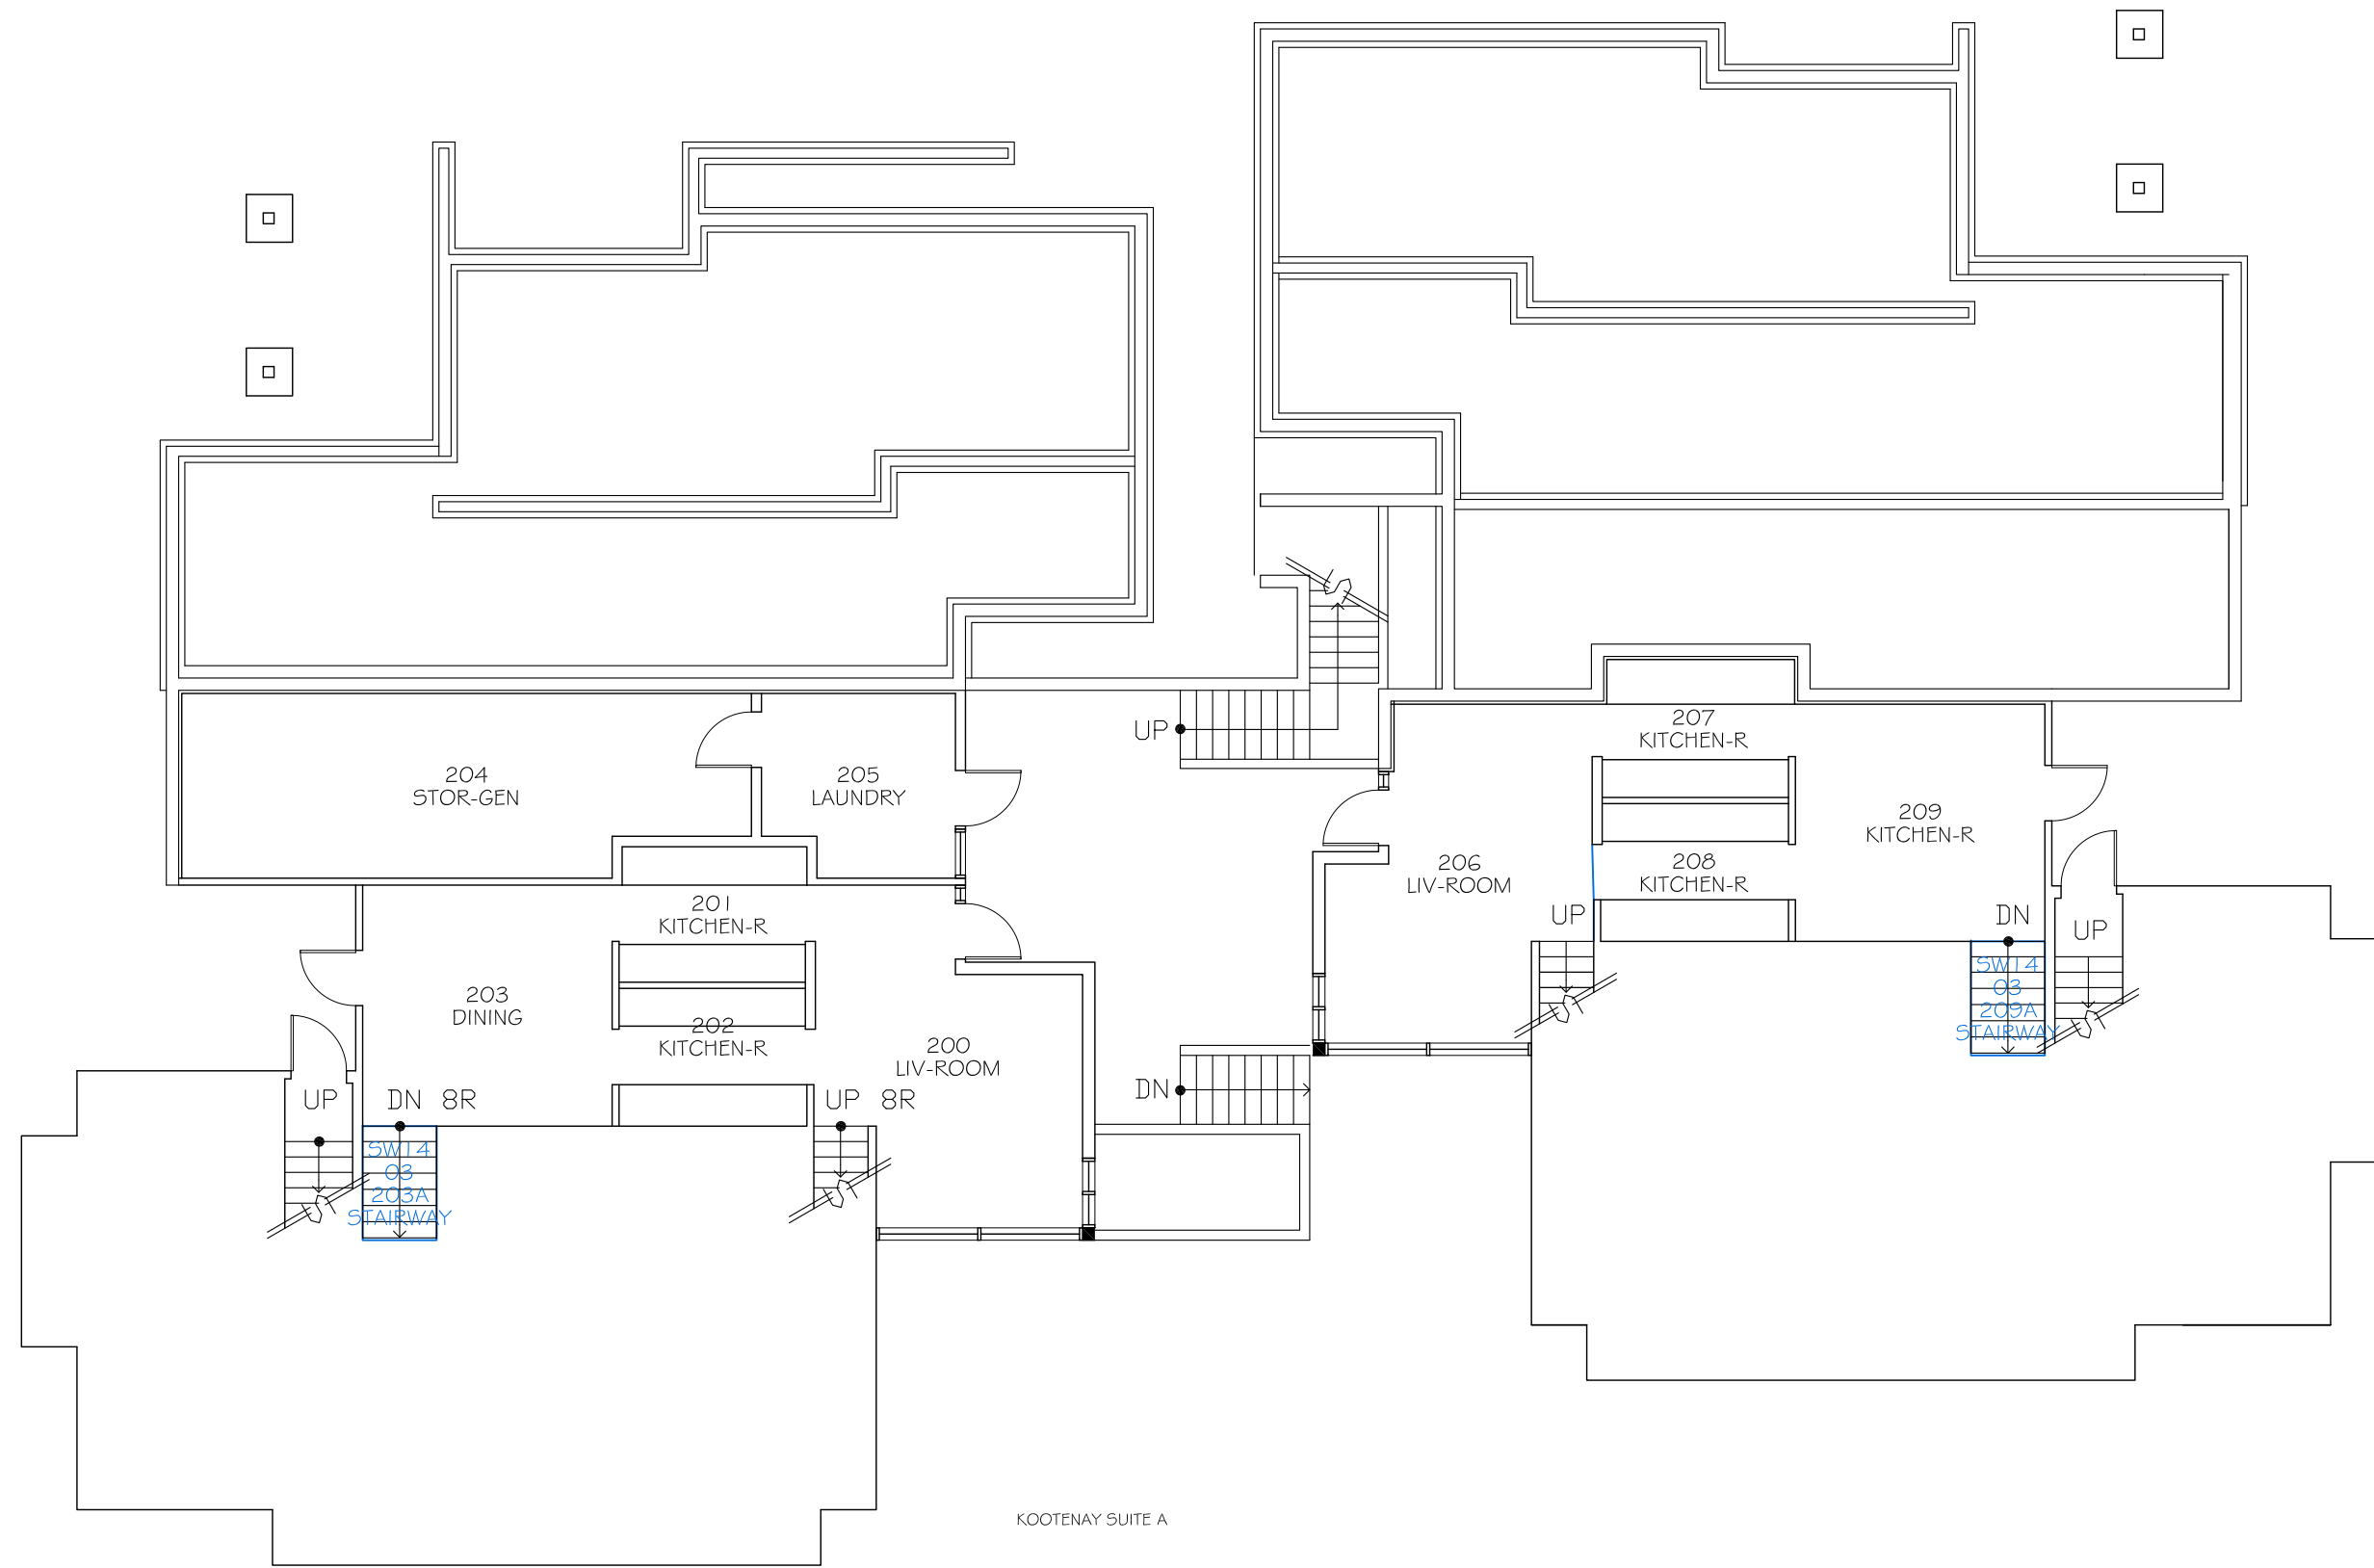 UP
207
KITCHEN-R
204
STOR-GEN
205
LAUNDRY
209
KITCHEN-R
206
LIV-ROOM
208
KITCHEN-R
201
KITCHEN-R
UP
DN
UP
SW14
03
209A
STAIRWAY
203
DINING
202
KITCHEN-R
200
LIV-ROOM
DN
UP
DN 8R
UP 8R
SW14
03
203A
STAIRWAY
KOOTENAY SUITE A